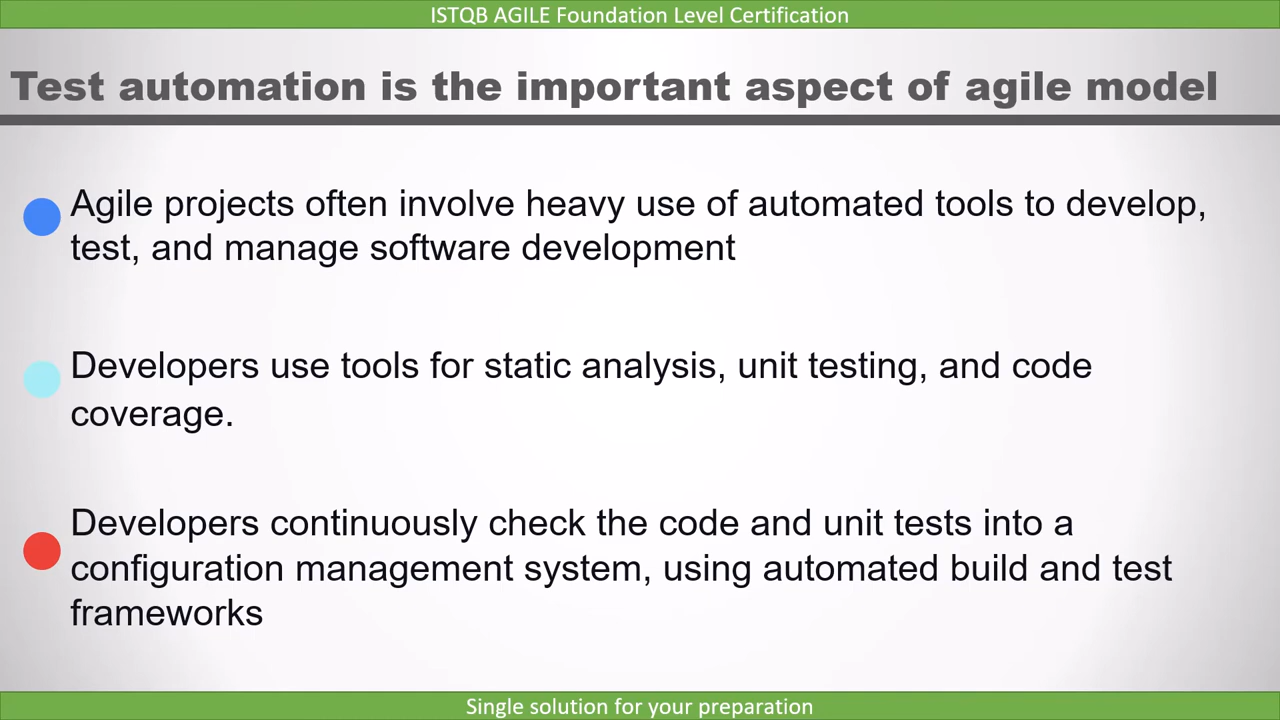 ISTQB AGILE Foundation Level Certification
Test automation is the important aspect of agile model
Agile projects often involve heavy use of automated tools to develop,
test, and manage software development
Developers use tools for static analysis, unit testing, and code
coverage.
Developers continuously check the code and unit tests into a
configuration management system, using automated build and test
frameworks
Single solution for your preparation